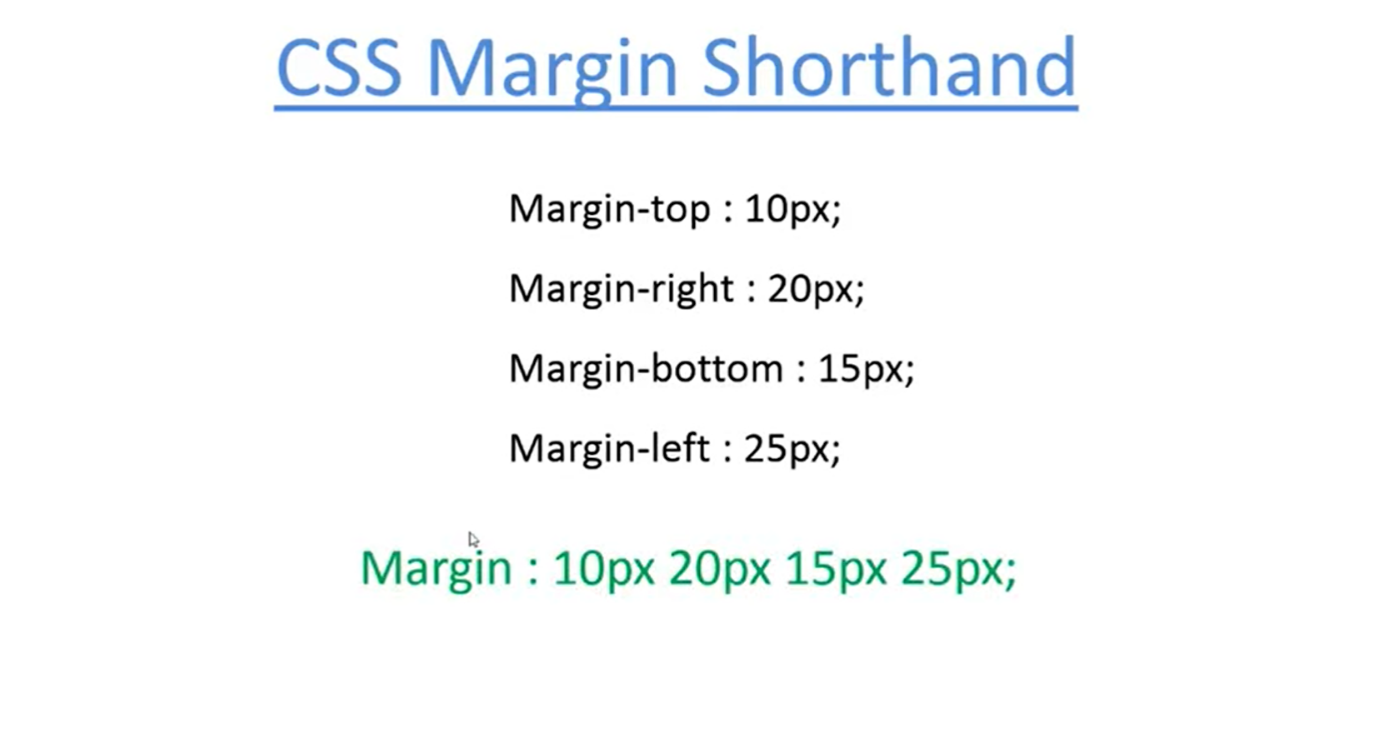 CSS Margin Shorthand
Margin-top : 10px;
Margin-right : 20px;
Margin-bottom : 15px;
Margin-left : 25px;
Margin : 10px 20px 15px 25px;